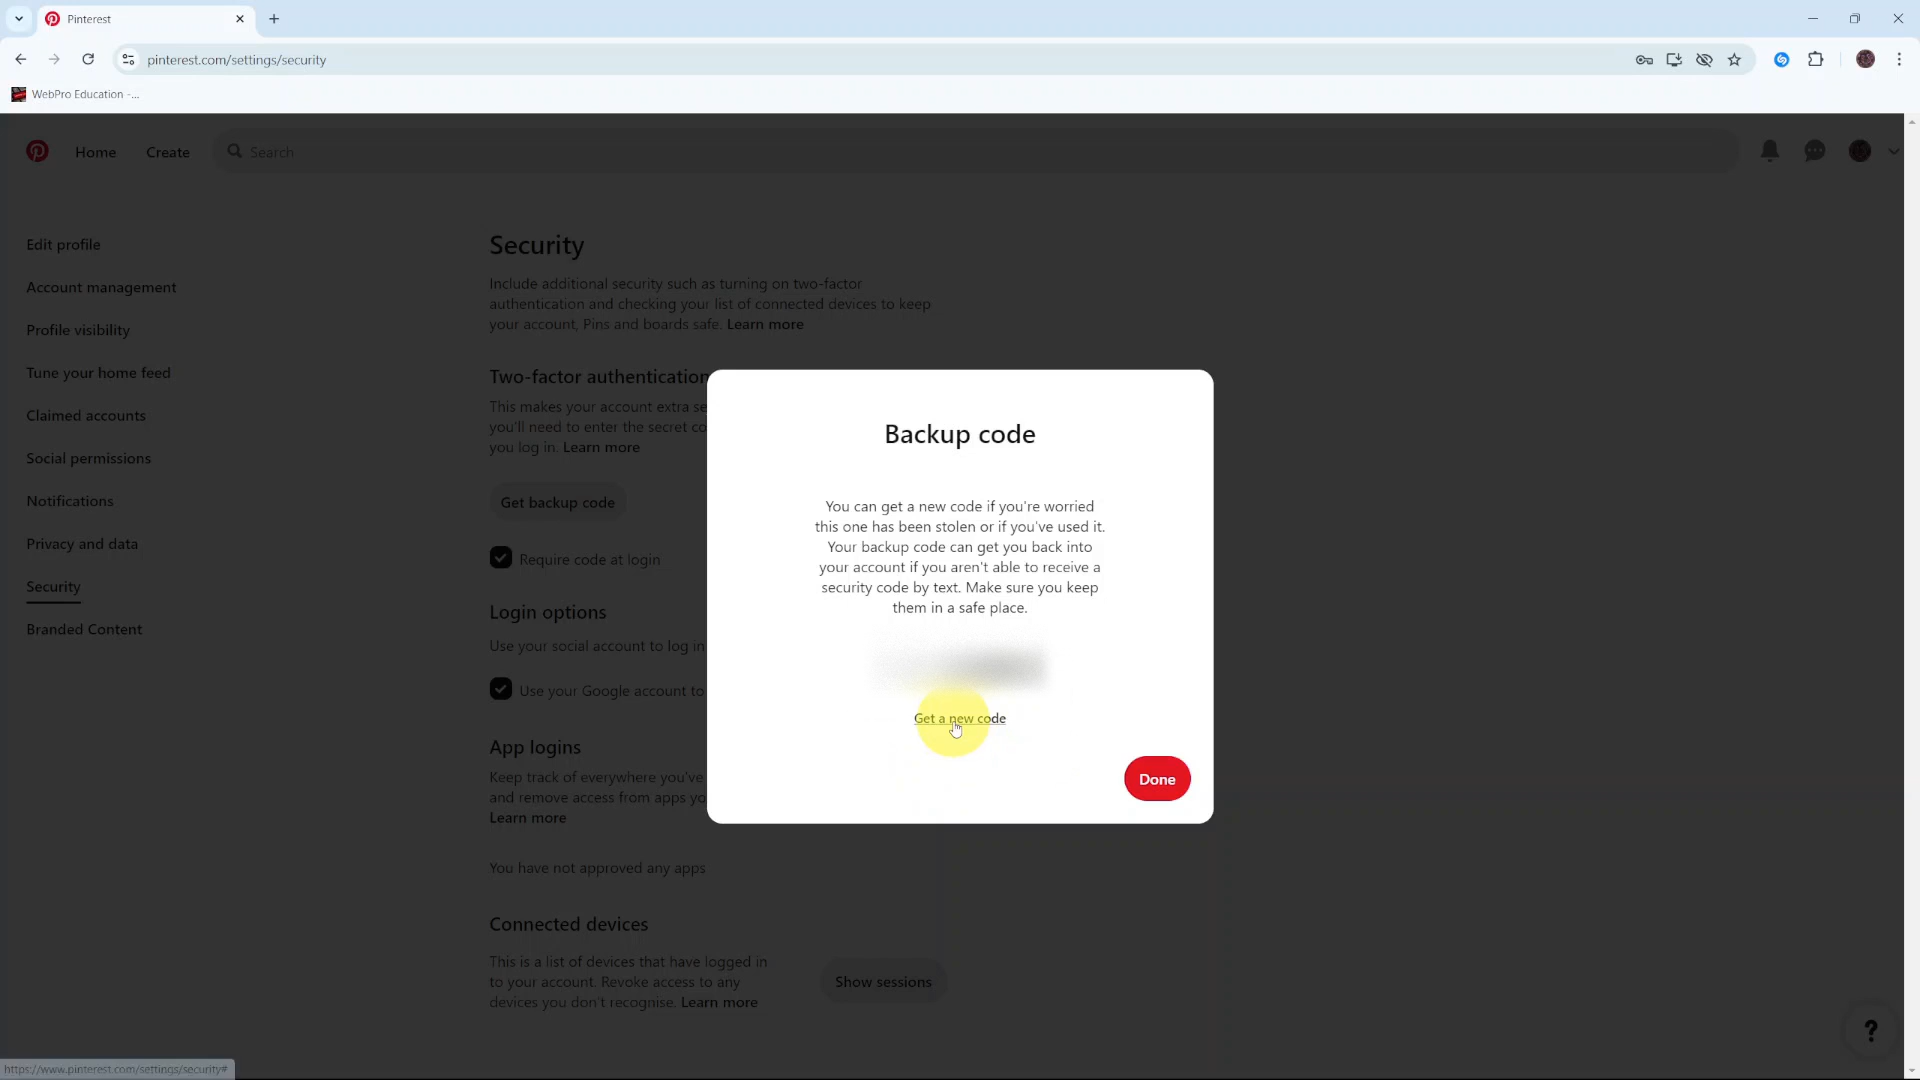 Pinterest
pinterest.com/settings/security
WebPro Education -...
Home
Create
Search
Edit profile
Account management
Profile visibility
Tune your home feed
Claimed accounts
Social permissions
Notifications
Privacy and data
Security
Branded Content
Security
Include additional security such as turning on two-factor
authentication and checking your list of connected devices to keep
your account, Pins and boards safe. Learn more
Two-factor authentication
This makes your account extra se
you'll need to enter the secret co
you log in. Learn more
Get backup code
Require code at login
Login options
Use your social account to log in
Use your Google account to
App logins
Keep track of everywhere you've
and remove access from apps yo
Learn more
You have not approved any apps
Connected devices
This is a list of devices that have logged in
to your account. Revoke access to any
devices you don't recognise. Learn more
Show sessions
Backup code
You can get a new code if you're worried
this one has been stolen or if you've used it.
Your backup code can get you back into
your account if you aren't able to receive a
security code by text. Make sure you keep
them in a safe place.
Get a new code
Done
?
https://www.pinterest.com/settings/security#